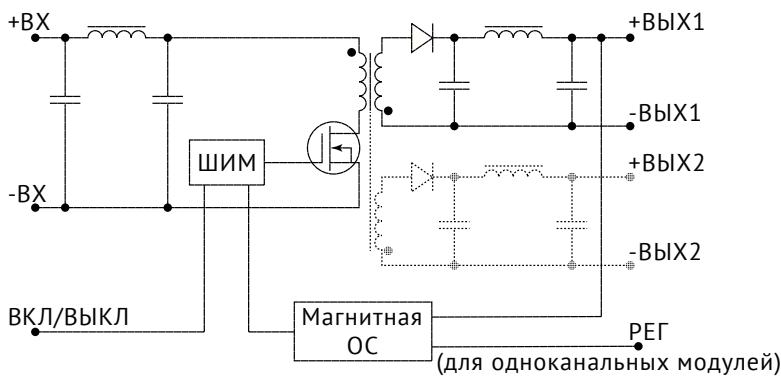 +ВХ
+ВЫХ1
-ВЫХ1
ШИМ
+ВЫХ2
-ВХ
-ВЫХ2
ВКЛ/ВЫКЛ
Магнитная
ОС
РЕГ
(для одноканальных модулей)